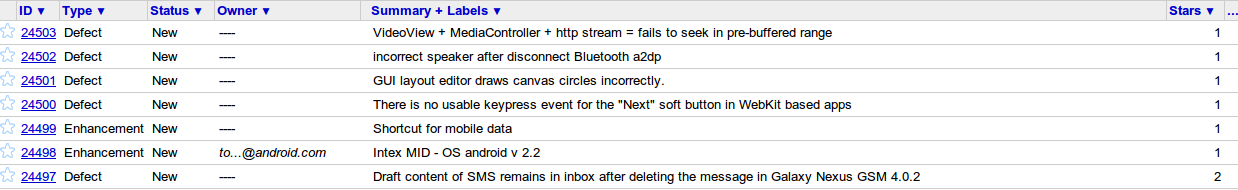 ID ▼ Type ▼ Status ▼ Owner ▼ Summary + Labels ▼ Stars ▼ ...
24503 Defect New ---- VideoView + MediaController + http stream = fails to seek in pre-buffered range 1
24502 Defect New ---- incorrect speaker after disconnect Bluetooth a2dp 1
24501 Defect New ---- GUI layout editor draws canvas circles incorrectly. 1
24500 Defect New ---- There is no usable keypress event for the "Next" soft button in WebKit based apps 1
24499 Enhancement New ---- Shortcut for mobile data 1
24498 Enhancement New to...@android.com Intex MID - OS android v 2.2 1
24497 Defect New ---- Draft content of SMS remains in inbox after deleting the message in Galaxy Nexus GSM 4.0.2 2